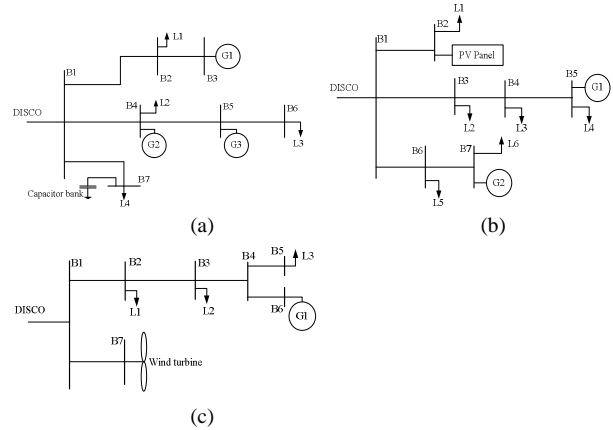 L1
B1
B2
B3
G1
DISCO
B4
L2
B5
B6
G2
G3
L3
B7
Capacitor bank
L4
(a)
L1
B2
B1
PV Panel
DISCO
B3
B4
B5
G1
L2
L3
L4
B6
B7
L6
G2
L5
(b)
B1
B2
B3
B4
B5
L3
L1
L2
B6
G1
DISCO
B7
Wind turbine
(c)